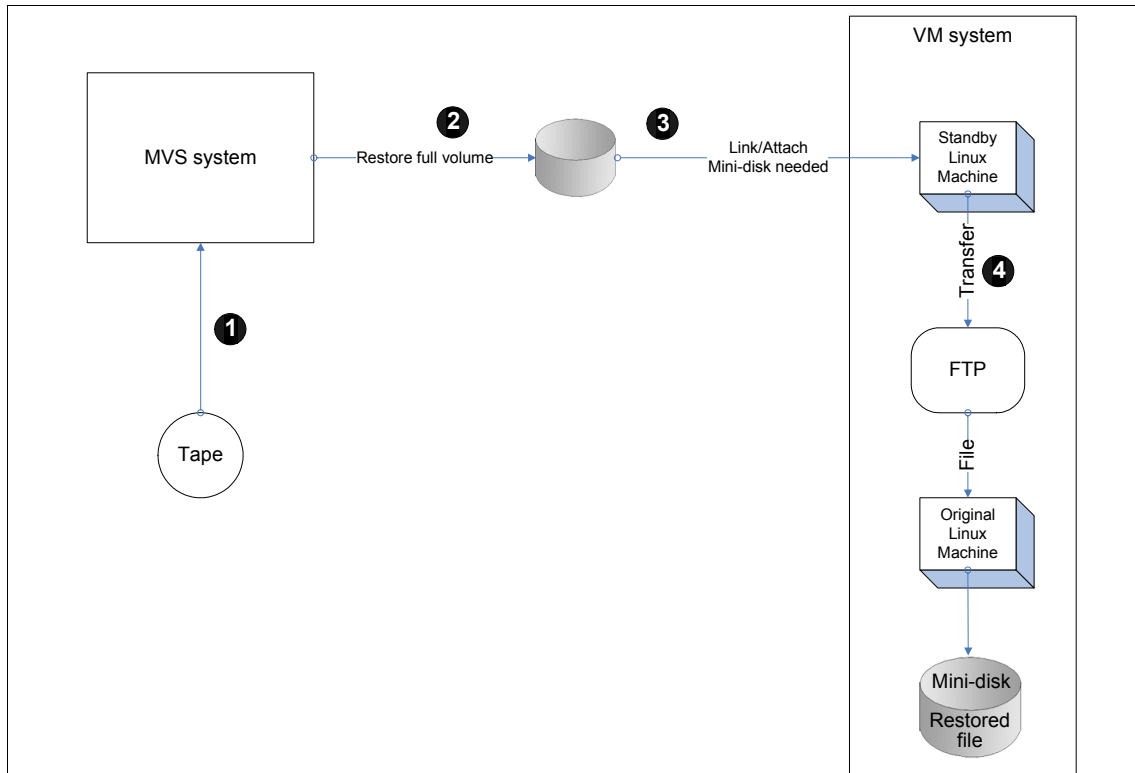 VM system
MVS system
2
Restore full volume
3
Link/Attach
Mini-disk needed
Standby
Linux
Machine
Transfer
4
1
FTP
Tape
File
Original
Linux
Machine
Mini-disk
Restored
file